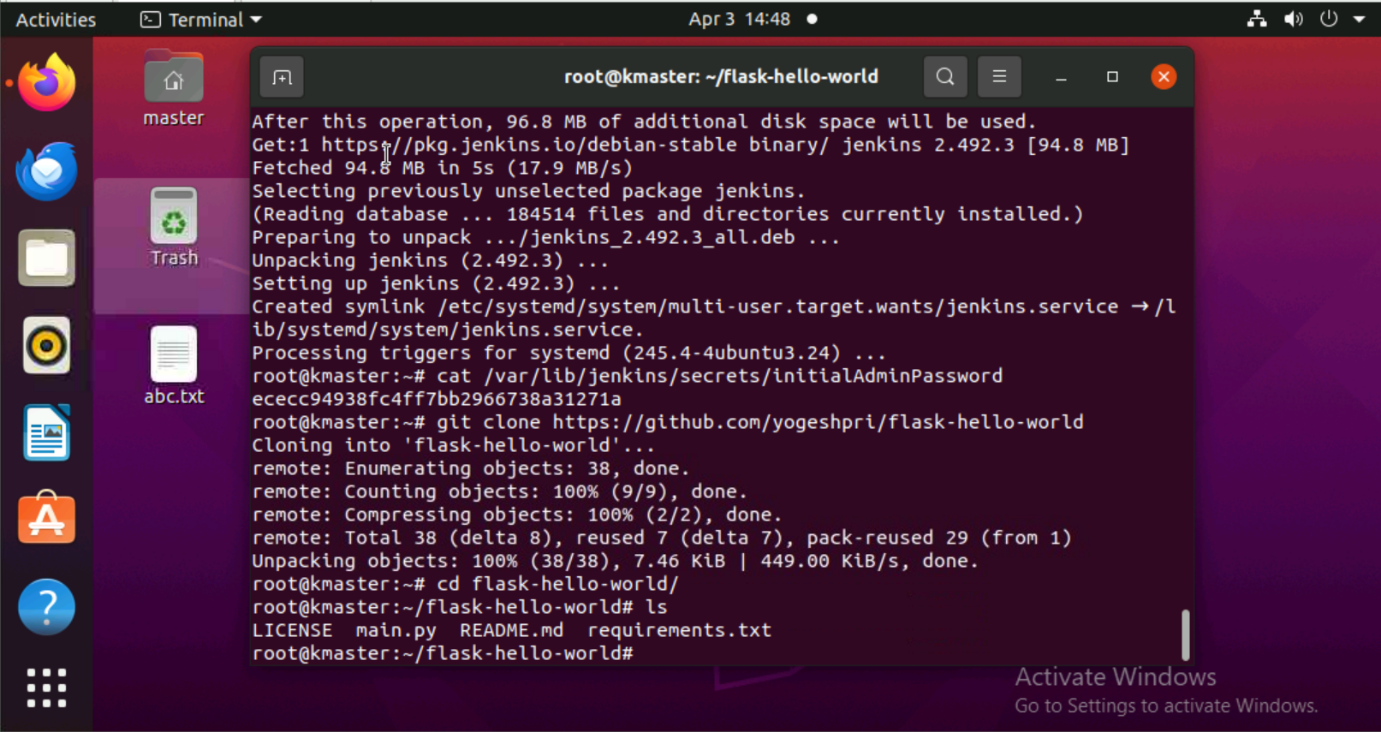 Activities
Terminal
Apr 3 14:48
master
Trash
abc.txt
root@kmaster: ~/flask-hello-world
After this operation, 96.8 MB of additional disk space will be used.
Get:1 https://pkg.jenkins.io/debian-stable binary/ jenkins 2.492.3 [94.8 MB]
Fetched 94.8 MB in 5s (17.9 MB/s)
Selecting previously unselected package jenkins.
(Reading database ... 184514 files and directories currently installed.)
Preparing to unpack .../jenkins_2.492.3_all.deb ...
Unpacking jenkins (2.492.3) ...
Setting up jenkins (2.492.3) ...
Created symlink /etc/systemd/system/multi-user.target.wants/jenkins.service → /l
ib/systemd/system/jenkins.service.
Processing triggers for systemd (245.4-4ubuntu3.24) ...
root@kmaster:~# cat /var/lib/jenkins/secrets/initialAdminPassword
ececc94938fc4ff7bb2966738a31271a
root@kmaster:~# git clone https://github.com/yogeshpri/flask-hello-world
Cloning into 'flask-hello-world'...
remote: Enumerating objects: 38, done.
remote: Counting objects: 100% (9/9), done.
remote: Compressing objects: 100% (2/2), done.
remote: Total 38 (delta 8), reused 7 (delta 7), pack-reused 29 (from 1)
Unpacking objects: 100% (38/38), 7.46 KiB | 449.00 KiB/s, done.
root@kmaster:~# cd flask-hello-world/
root@kmaster:~/flask-hello-world# ls
LICENSE  main.py  README.md  requirements.txt
root@kmaster:~/flask-hello-world#
Activate Windows
Go to Settings to activate Windows.